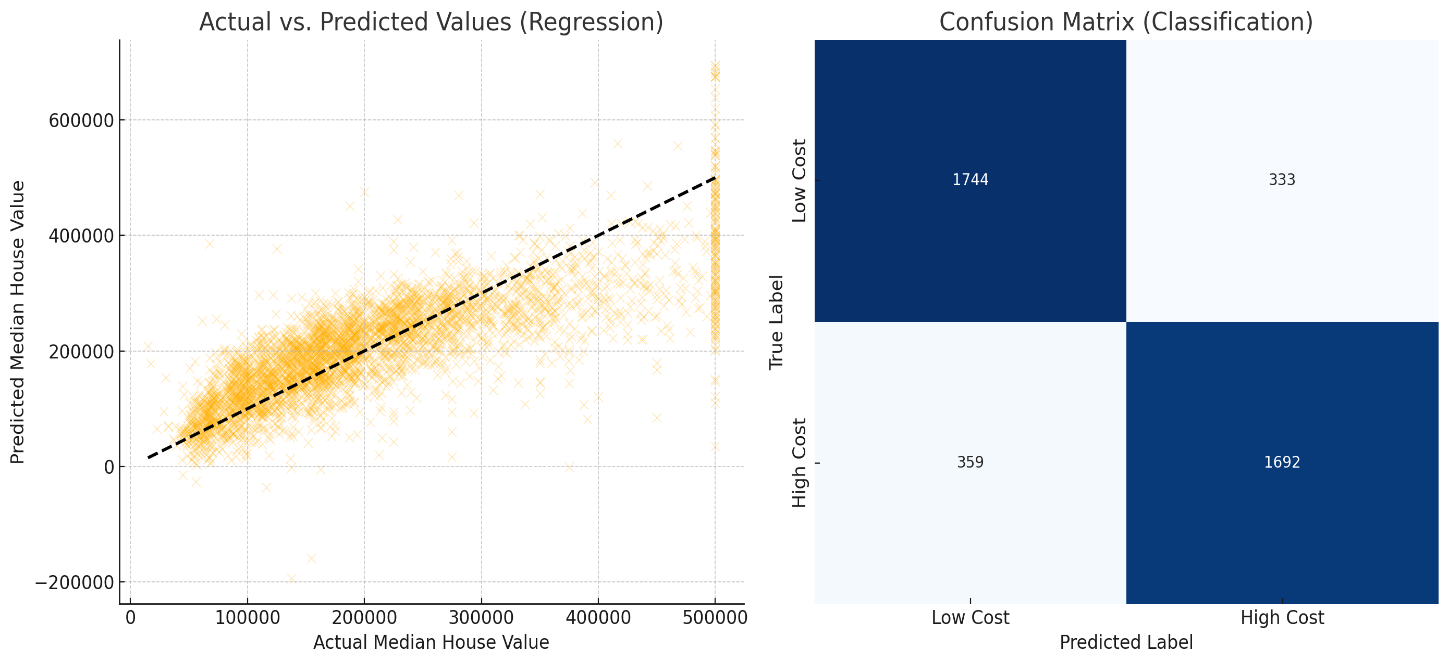 Actual vs. Predicted Values (Regression)
Predicted Median House Value
600000
400000
200000
0
−200000
0 100000 200000 300000 400000 500000
Actual Median House Value
Confusion Matrix (Classification)
True Label
Low Cost
High Cost
1744 333
359 1692
Low Cost High Cost
Predicted Label